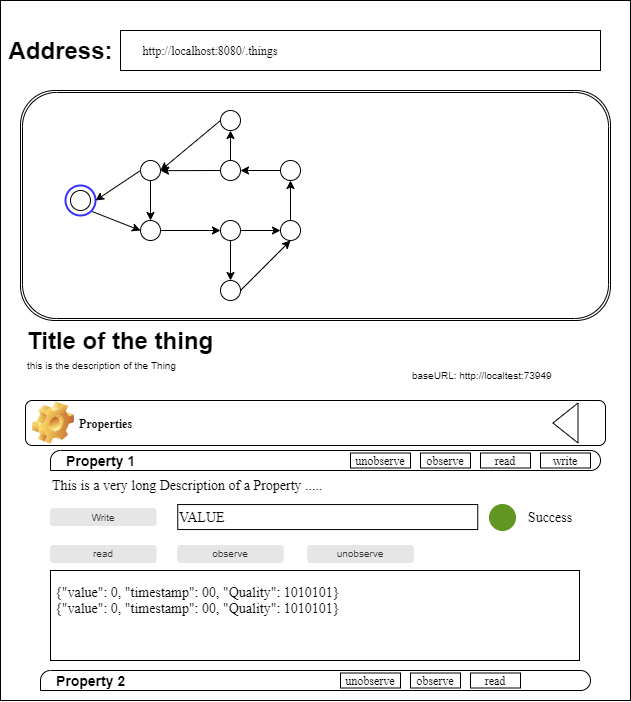 Address: http://localhost:8080/.things
Title of the thing
this is the description of the Thing
baseURL: http://localtest:73949
Properties
Property 1 unobserve observe read write
This is a very long Description of a Property .....
Write VALUE Success
read observe unobserve
{"value": 0, "timestamp": 00, "Quality": 1010101}
{"value": 0, "timestamp": 00, "Quality": 1010101}
Property 2 unobserve observe read